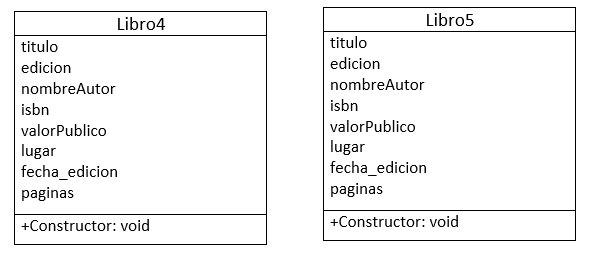 Libro4
titulo
edicion
nombreAutor
isbn
valorPublico
lugar
fecha_edicion
paginas
+Constructor: void
Libro5
titulo
edicion
nombreAutor
isbn
valorPublico
lugar
fecha_edicion
paginas
+Constructor: void